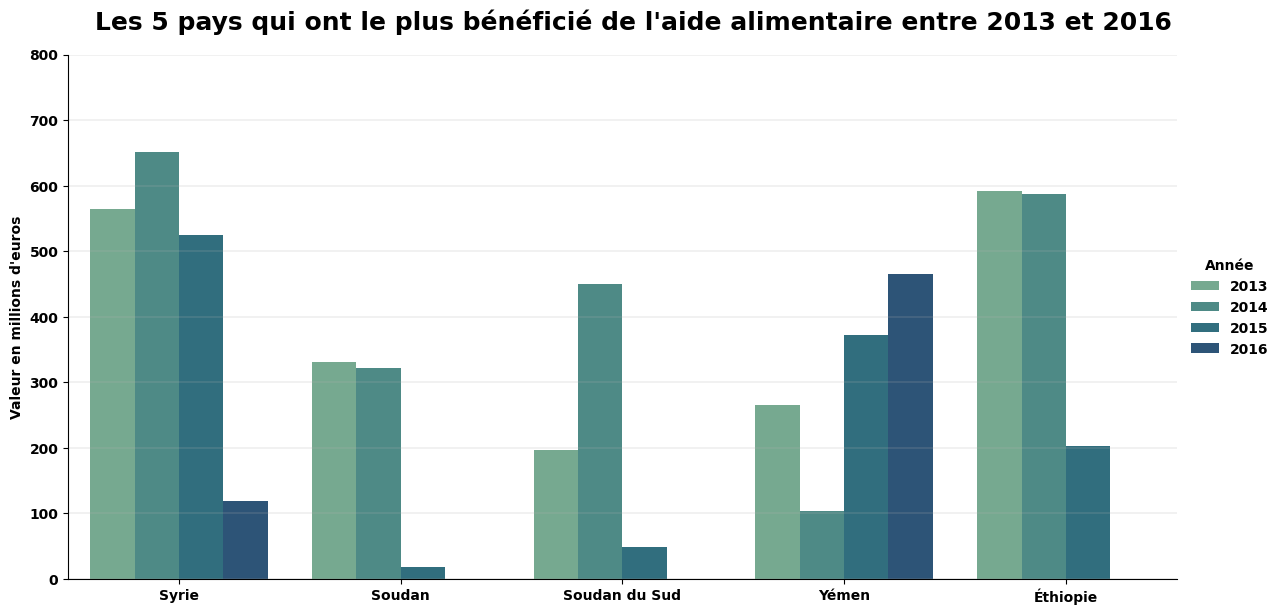 Les 5 pays qui ont le plus bénéficié de l'aide alimentaire entre 2013 et 2016
800
700
600
500
400
300
200
100
0
Valeur en millions d'euros
Syrie
Soudan
Soudan du Sud
Yémen
Éthiopie
Année
2013
2014
2015
2016